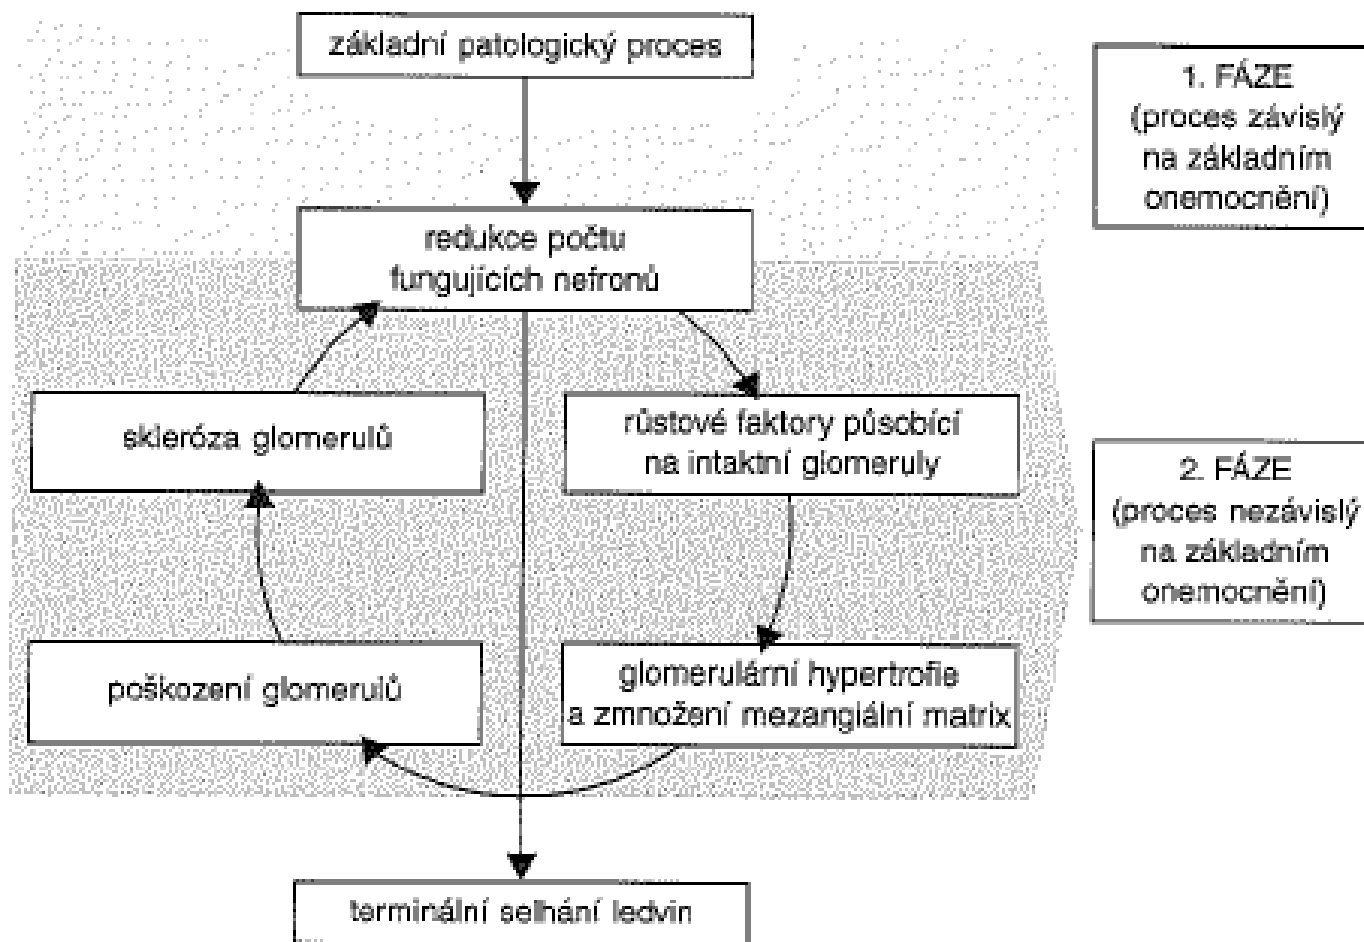 základní patologický proces
1. FÁZE
(proces závislý
na základním
onemocnění)
redukce počtu
fungujících nefronů
skleróza glomerulů
růstové faktory působící
na intaktní glomeruly
2. FÁZE
(proces nezávislý
na základním
onemocnění)
poškození glomerulů
glomerulární hypertrofie
a zmnožení mezangiální matrix
terminální selhání ledvin